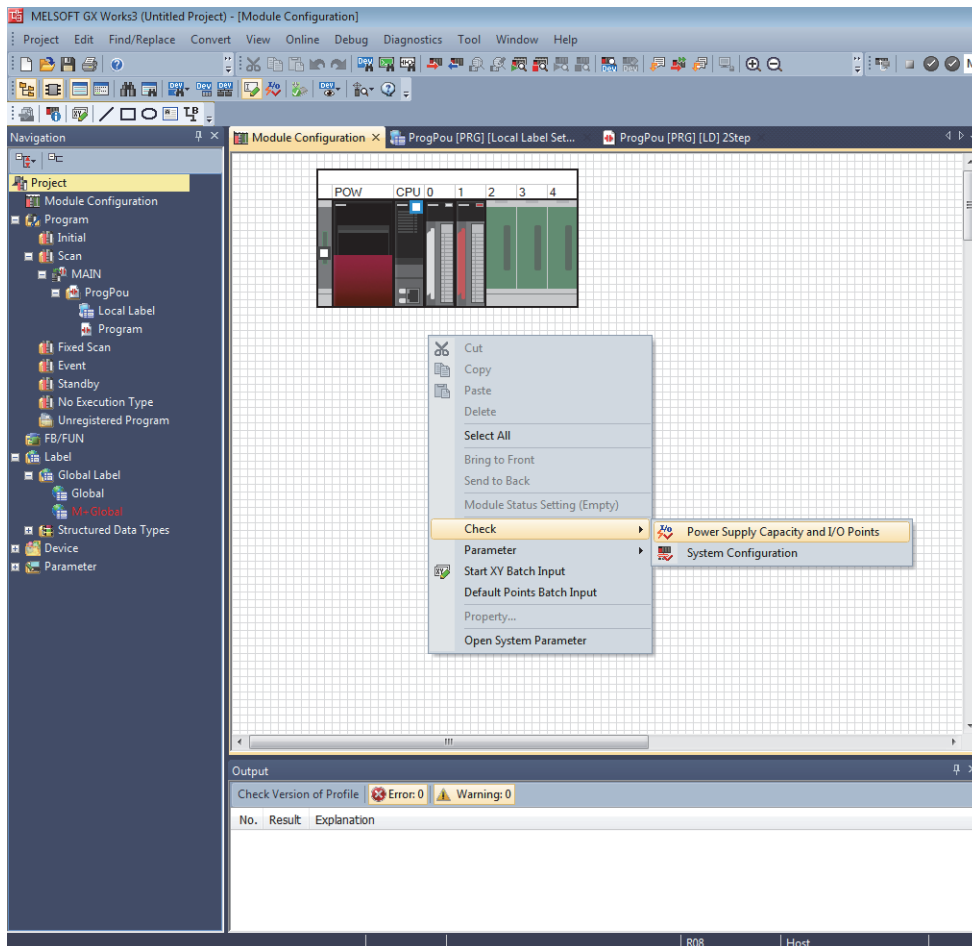 MELSOFT GX Works3 (Untitled Project) - [Module Configuration]
Project Edit Find/Replace Convert View Online Debug Diagnostics Tool Window Help
Navigation
Module Configuration
ProgPou [PRG] [Local Label Set...
ProgPou [PRG] [LD] 2Step
Project
Module Configuration
Program
Initial
Scan
MAIN
ProgPou
Local Label
Program
Fixed Scan
Event
Standby
No Execution Type
Unregistered Program
FB/FUN
Label
Global Label
Global
M+Global
Structured Data Types
Device
Parameter
POW CPU 0 1 2 3 4
Cut
Copy
Paste
Delete
Select All
Bring to Front
Send to Back
Module Status Setting (Empty)
Check
Parameter
Start XY Batch Input
Default Points Batch Input
Property...
Open System Parameter
Power Supply Capacity and I/O Points
System Configuration
Output
Check Version of Profile Error: 0 Warning: 0
No. Result Explanation
R08 Host